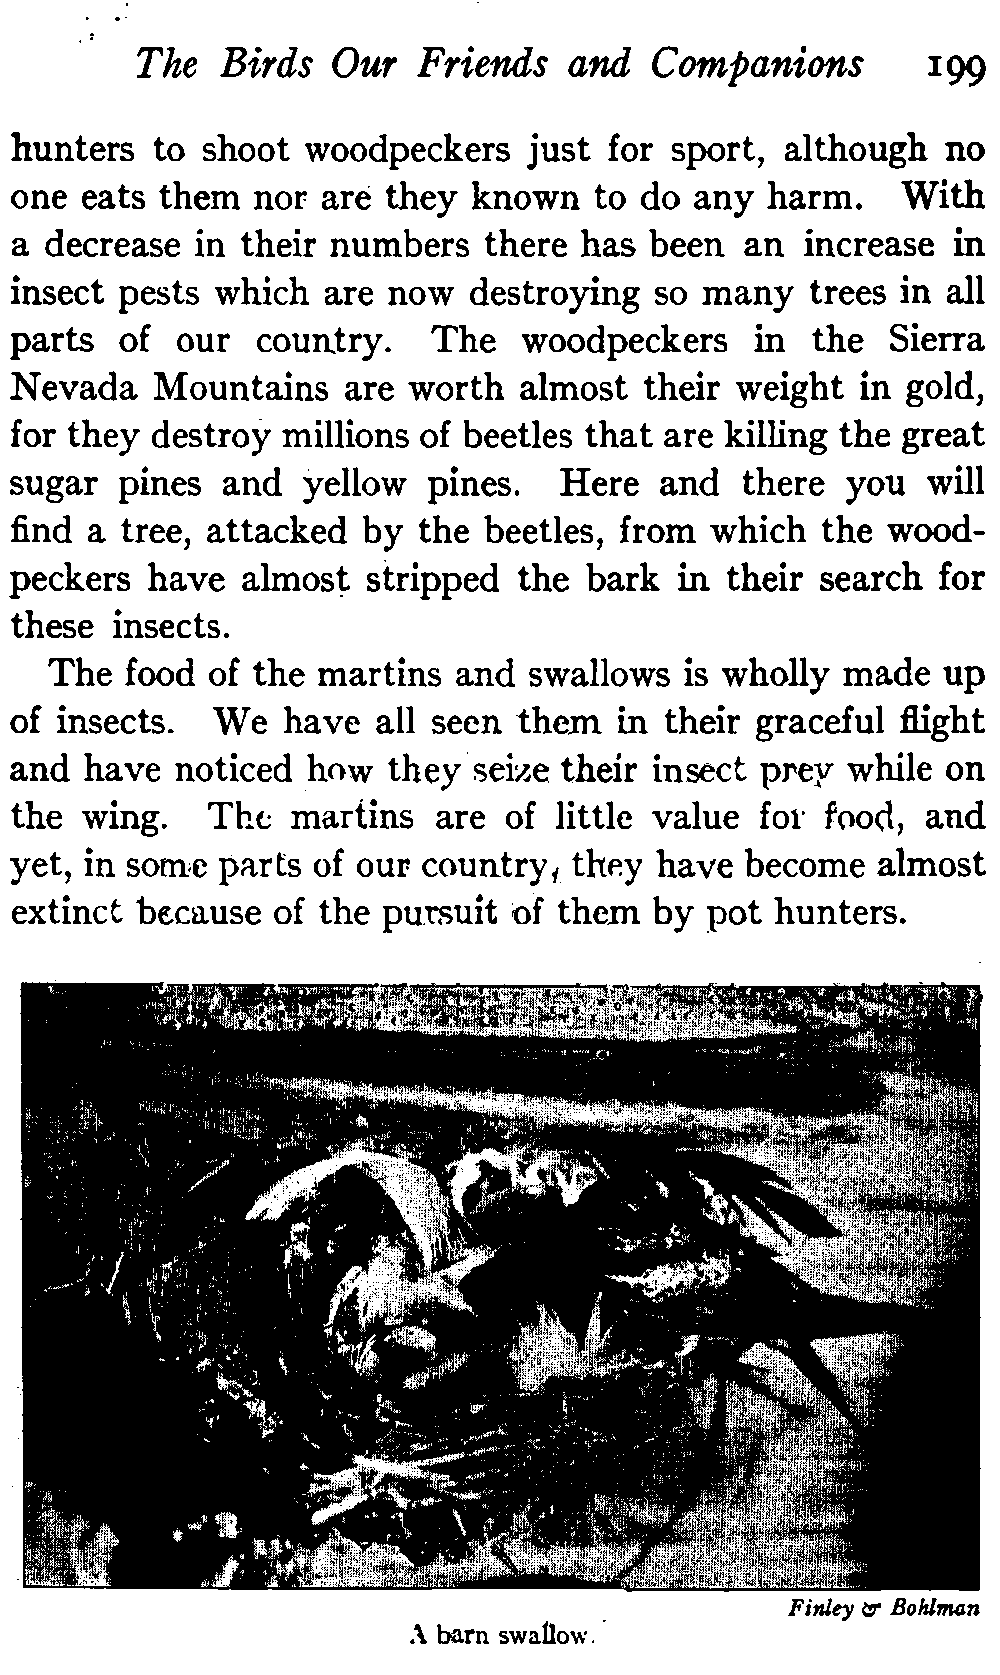 The Birds Our Friends and Companions 199
hunters to shoot woodpeckers just for sport, although no
one eats them nor are they known to do any harm. With
a decrease in their numbers there has been an increase in
insect pests which are now destroying so many trees in all
parts of our country. The woodpeckers in the Sierra
Nevada Mountains are worth almost their weight in gold,
for they destroy millions of beetles that are killing the great
sugar pines and yellow pines. Here and there you will
find a tree, attacked by the beetles, from which the wood-
peckers have almost stripped the bark in their search for
these insects.
The food of the martins and swallows is wholly made up
of insects. We have all seen them in their graceful flight
and have noticed how they seize their insect prey while on
the wing. The martins are of little value for food, and
yet, in some parts of our country, they have become almost
extinct because of the pursuit of them by pot hunters.
Finley & Bohlman
A barn swallow.